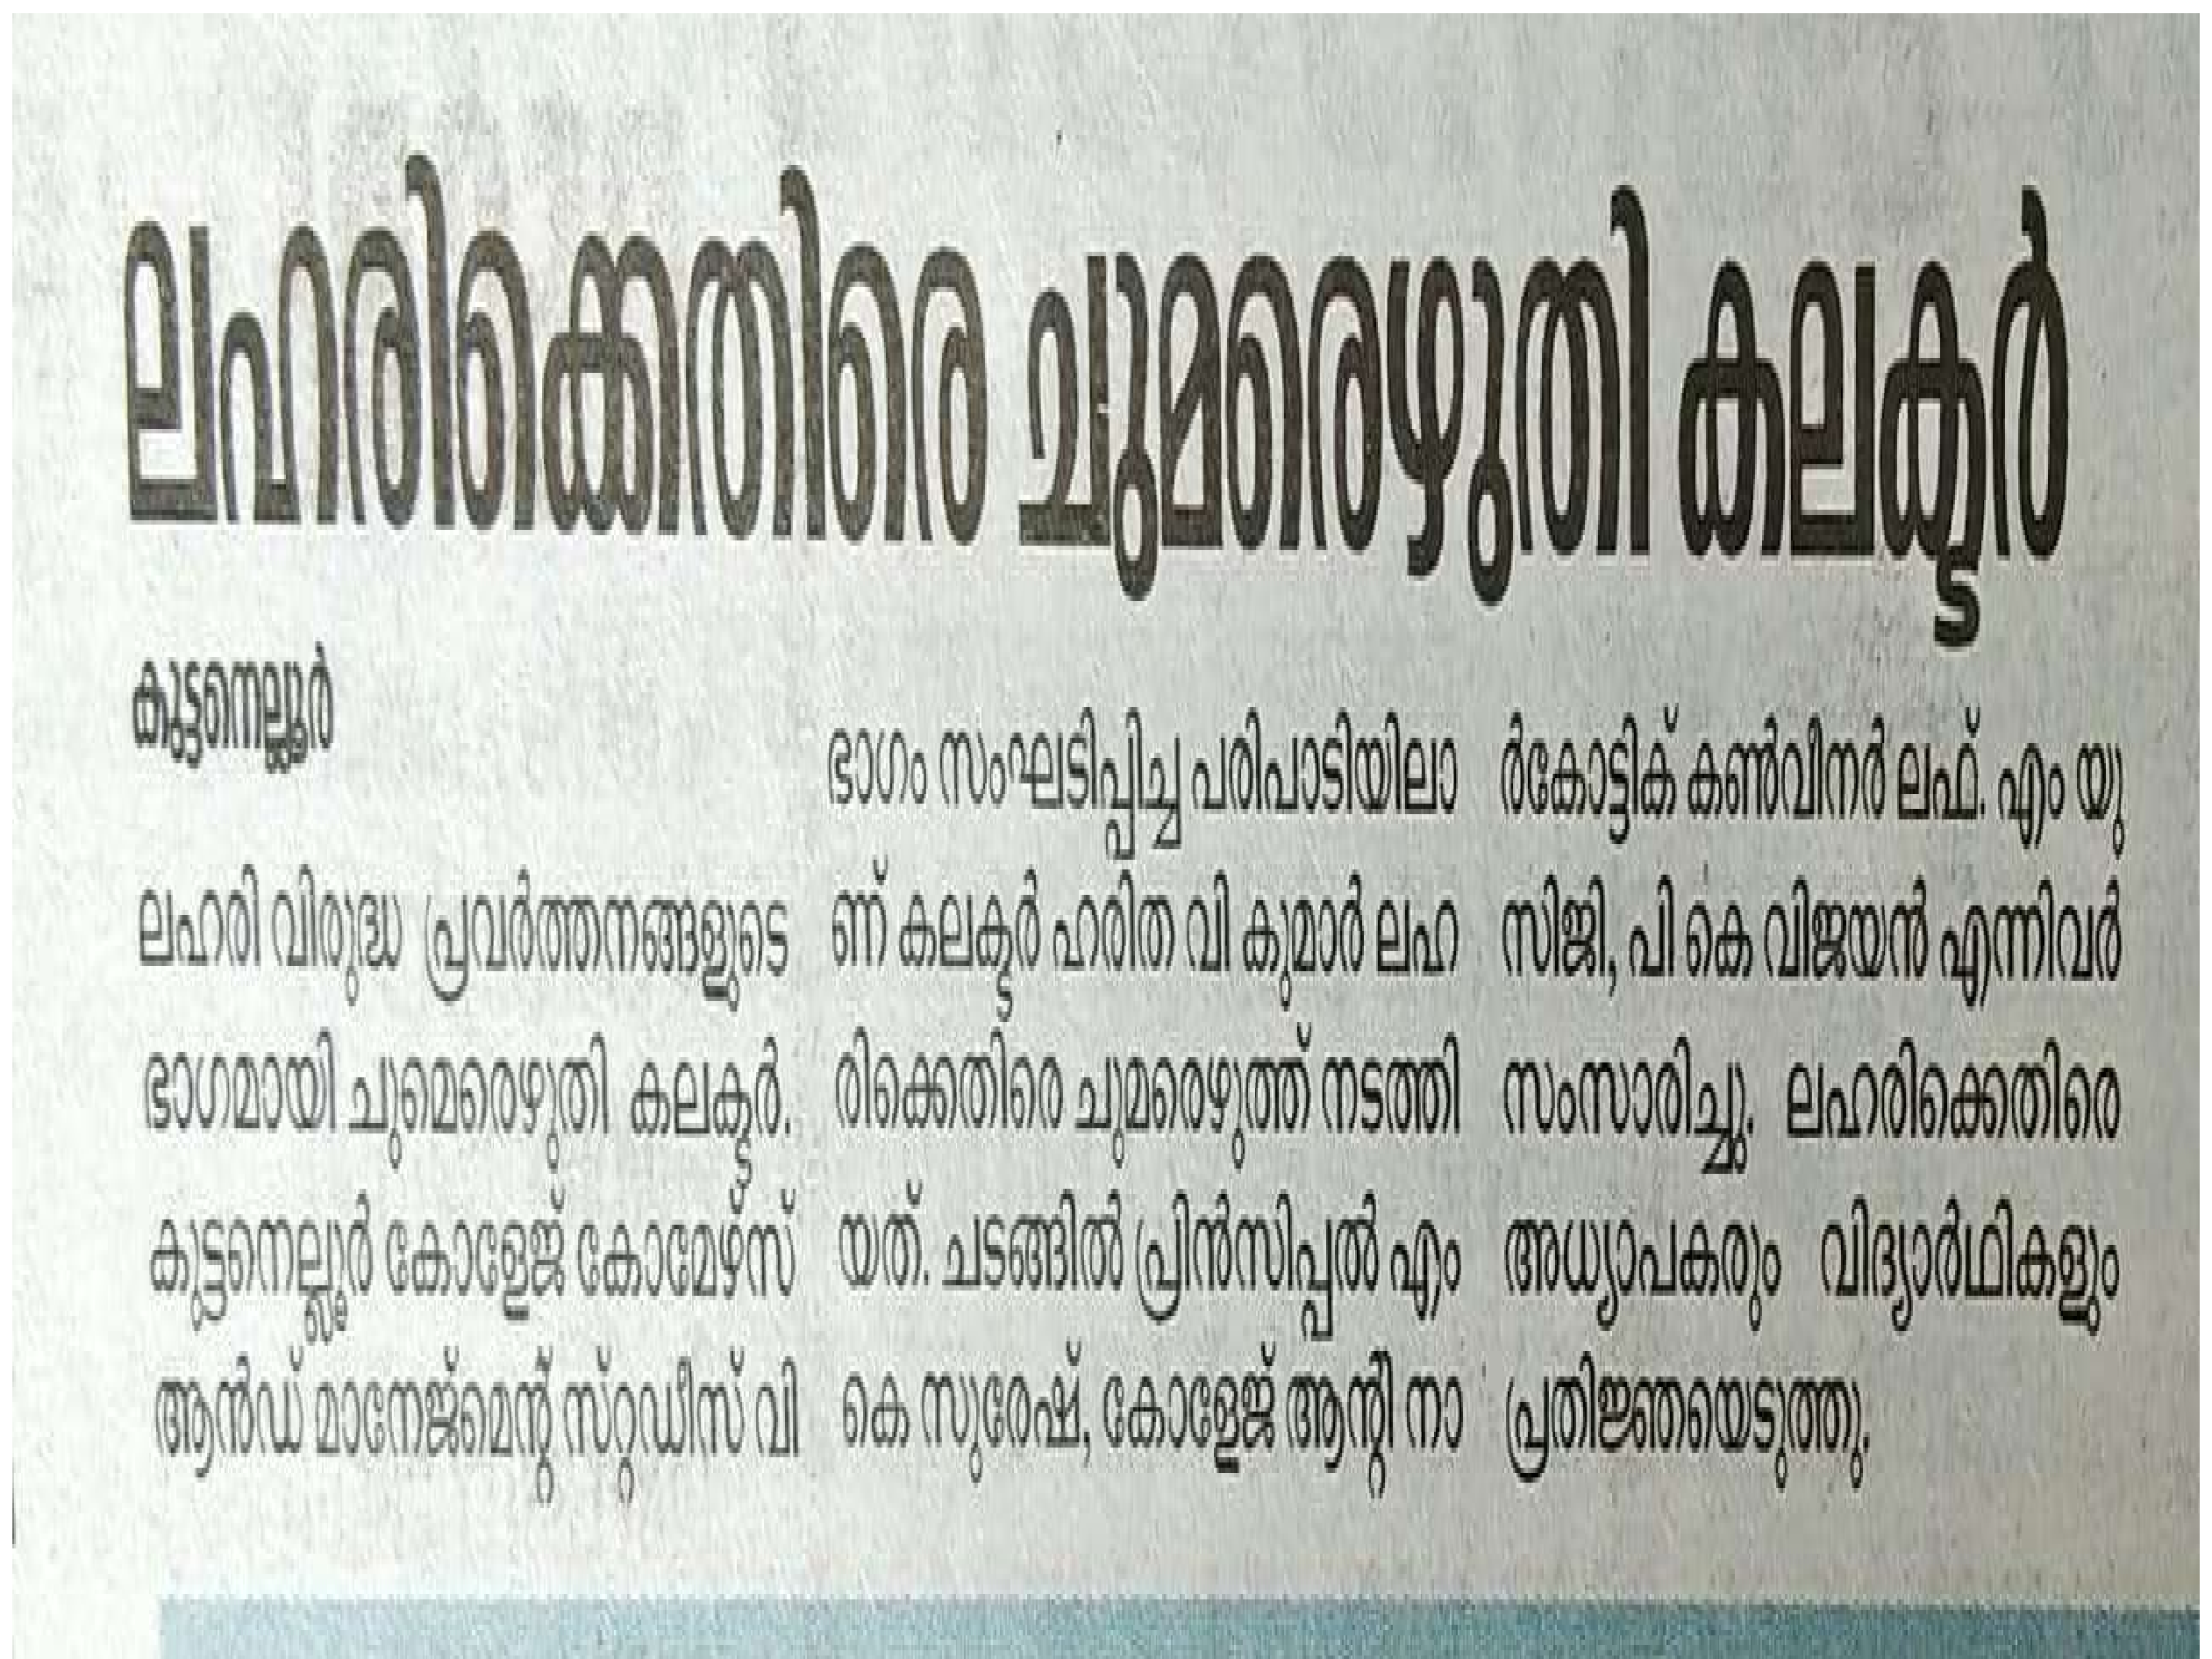 ലഹരിക്കെതിരെ ചുമരെഴുതി കലക്ടർ
കുട്ടനെല്ലൂർ
ലഹരി വിരുദ്ധ പ്രവർത്തനങ്ങളുടെ
ഭാഗമായി ചുമെരെഴുതി കലക്ടർ.
കുട്ടനെല്ലൂർ കോളേജ് കോമേഴ്സ്
ആൻഡ് മാനേജ്മെന്റ് സ്റ്റഡീസ് വി
ഭാഗം സംഘടിപ്പിച്ച പരിപാടിയിലാ
ണ് കലക്ടർ ഹരിത വി കുമാർ ലഹ
രിക്കെതിരെ ചുമരെഴുത്ത് നടത്തി
യത്. ചടങ്ങിൽ പ്രിൻസിപ്പൽ എം
കെ സുരേഷ്, കോളേജ് ആന്റി നാ
ർകോട്ടിക് കൺവീനർ ലഫ്. എം യു
സിജി, പി കെ വിജയൻ എന്നിവർ
സംസാരിച്ചു. ലഹരിക്കെതിരെ
അധ്യാപകരും വിദ്യാർഥികളും
പ്രതിജ്ഞയെടുത്തു.